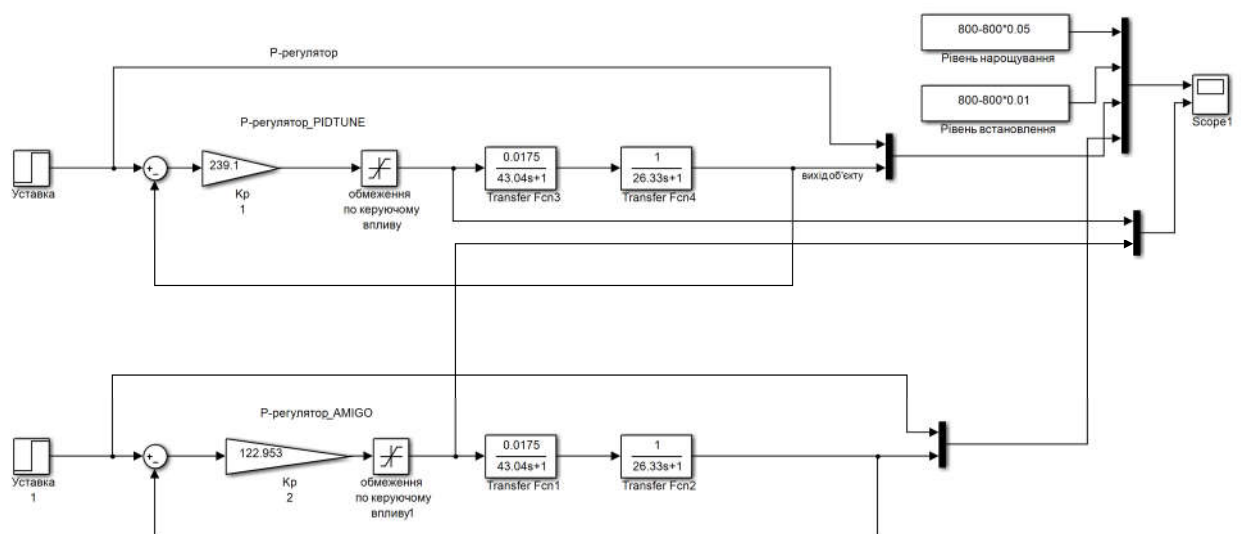 P-регулятор
800-800*0.05
Рівень нарощування
800-800*0.01
Рівень встановлення
Scope1
P-регулятор_PIDTUNE
Уставка
+
-
239.1
Kp
1
обмеження
по керуючому
впливу
0.0175
43.04s+1
Transfer Fcn3
1
26.33s+1
Transfer Fcn4
вихід об'єкту
P-регулятор_AMIGO
Уставка
1
+
-
122.953
Kp
2
обмеження
по керуючому
впливу1
0.0175
43.04s+1
Transfer Fcn1
1
26.33s+1
Transfer Fcn2